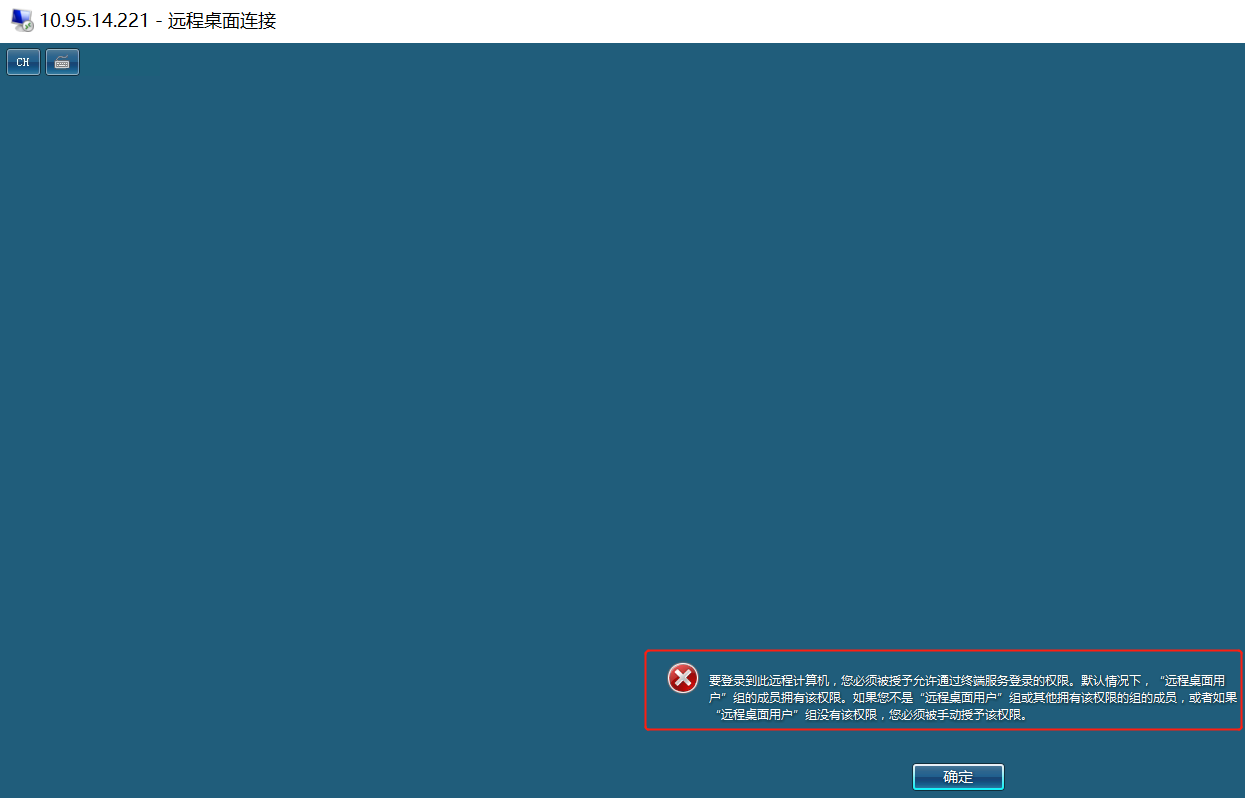 10.95.14.221 - 远程桌面连接
CH
要登录到此远程计算机，您必须被授予允许通过终端服务登录的权限。默认情况下，“远程桌面用
户”组的成员拥有该权限。如果您不是“远程桌面用户”组或其他拥有该权限的组的成员，或者如果
“远程桌面用户”组没有该权限，您必须被手动授予该权限。
确定